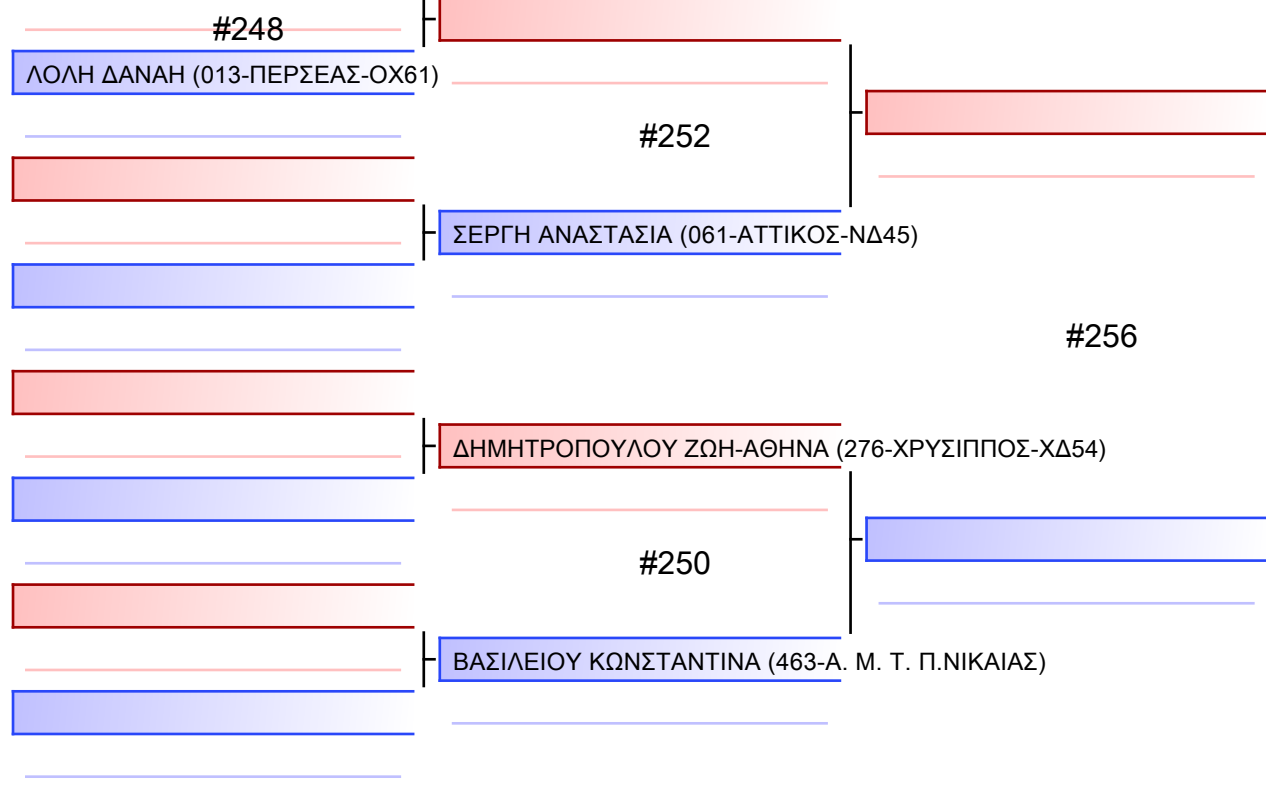 #248
ΛΟΛΗ ΔΑΝΑΗ (013-ΠΕΡΣΕΑΣ-ΟΧ61)
#252
ΣΕΡΓΗ ΑΝΑΣΤΑΣΙΑ (061-ΑΤΤΙΚΟΣ-ΝΔ45)
#256
ΔΗΜΗΤΡΟΠΟΥΛΟΥ ΖΩΗ-ΑΘΗΝΑ (276-ΧΡΥΣΙΠΠΟΣ-ΧΔ54)
#250
ΒΑΣΙΛΕΙΟΥ ΚΩΝΣΤΑΝΤΙΝΑ (463-Α. Μ. Τ. Π.ΝΙΚΑΙΑΣ)